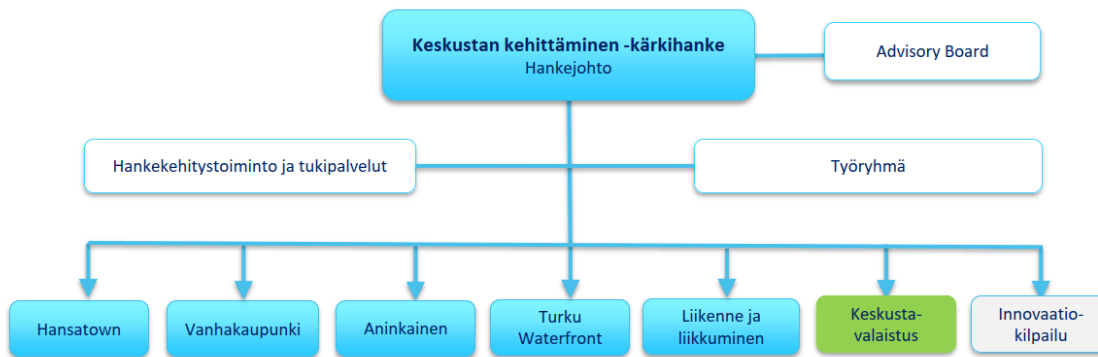 Keskustan kehittäminen -kärkihanke
Hankejohto
Advisory Board
Hankekehitystoiminto ja tukipalvelut
Työryhmä
Hansatown
Vanhakaupunki
Aninkainen
Turku
Waterfront
Liikenne ja
liikkuminen
Keskusta-
valaistus
Innovaatio-
kilpailu